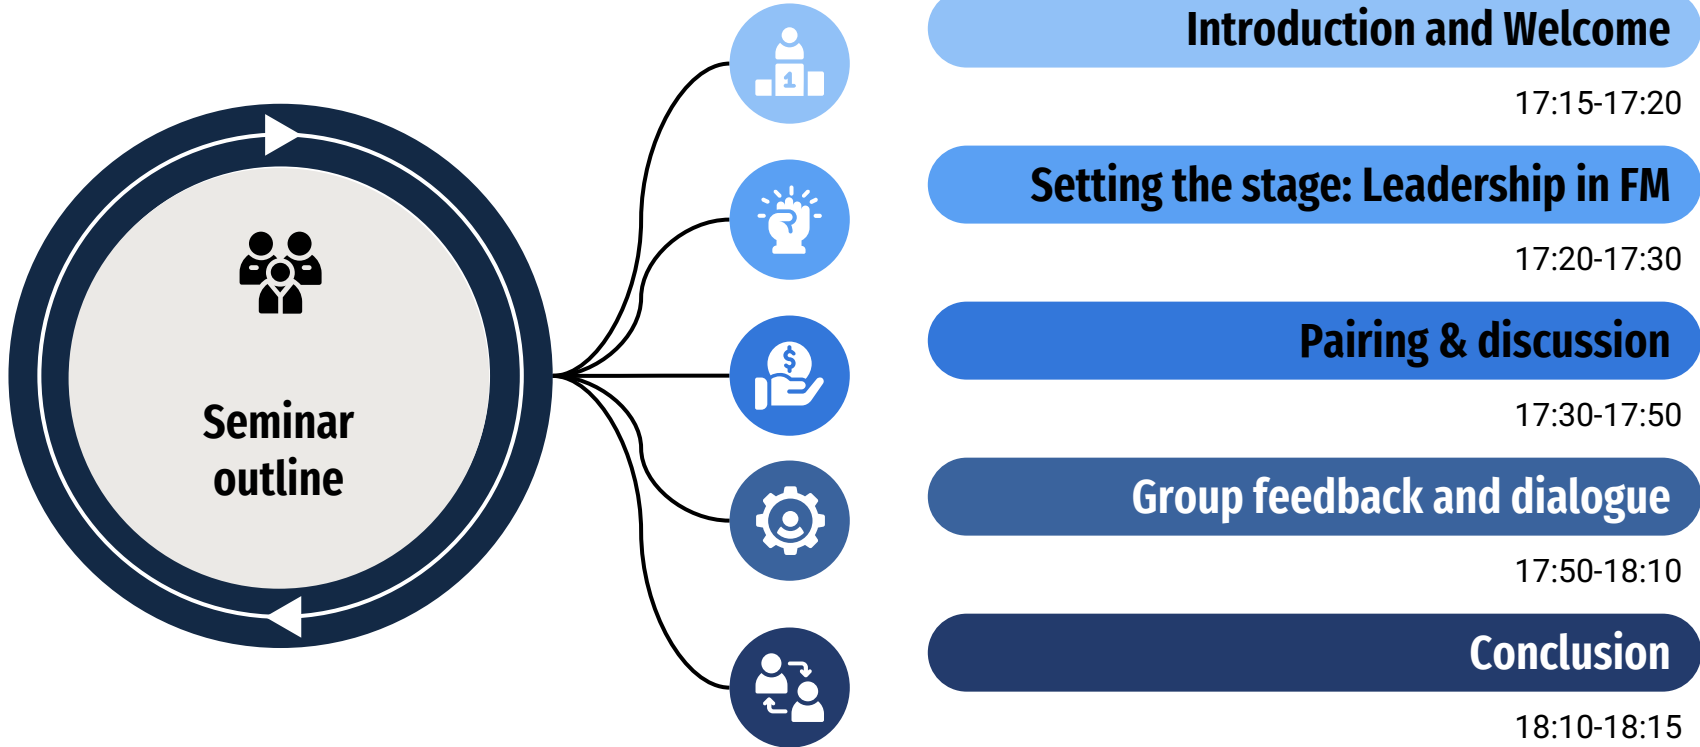 Seminar
outline
1
Introduction and Welcome
17:15-17:20
Setting the stage: Leadership in FM
17:20-17:30
$
Pairing & discussion
17:30-17:50
Group feedback and dialogue
17:50-18:10
Conclusion
18:10-18:15